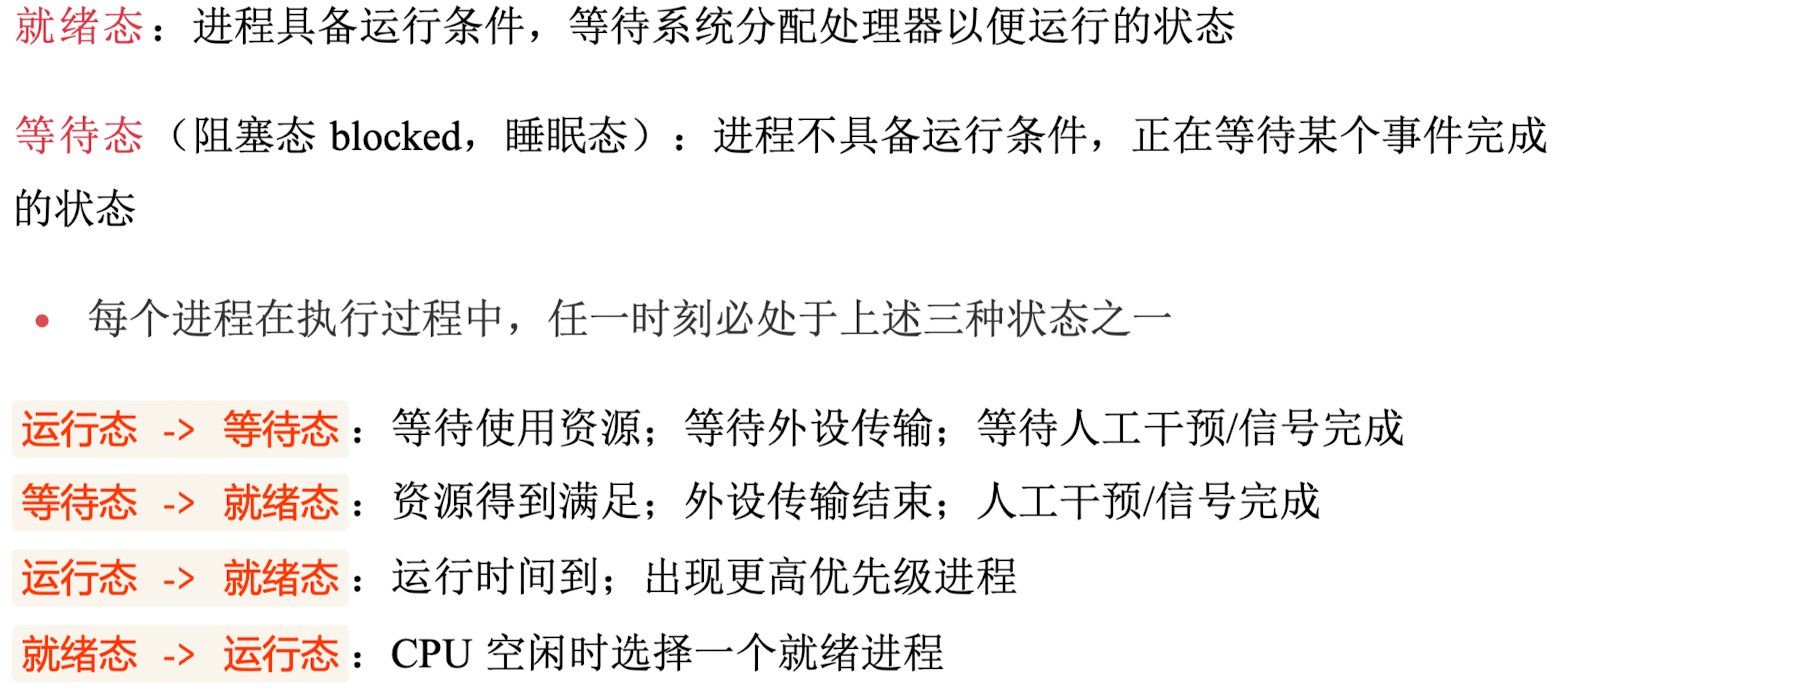 就绪态：进程具备运行条件，等待系统分配处理器以便运行的状态
等待态（阻塞态 blocked，睡眠态）：进程不具备运行条件，正在等待某个事件完成
的状态
• 每个进程在执行过程中，任一时刻必处于上述三种状态之一
运行态 -> 等待态：等待使用资源；等待外设传输；等待人工干预/信号完成
等待态 -> 就绪态：资源得到满足；外设传输结束；人工干预/信号完成
运行态 -> 就绪态：运行时间到；出现更高优先级进程
就绪态 -> 运行态：CPU 空闲时选择一个就绪进程